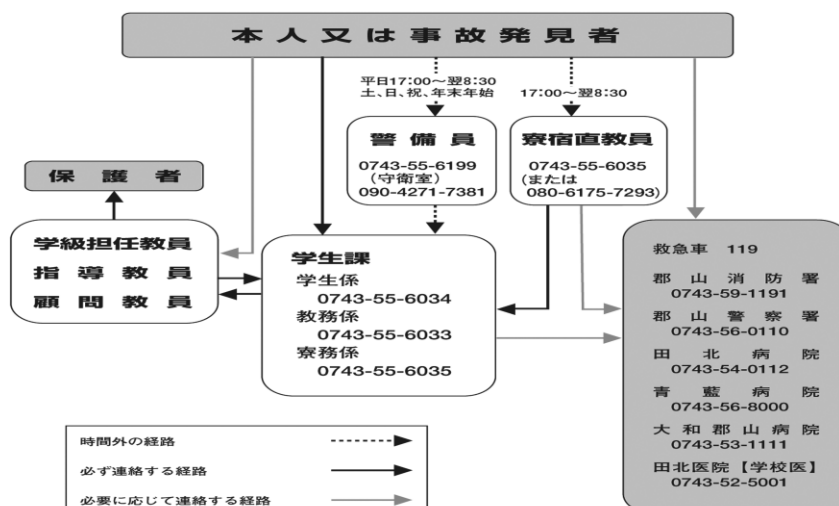 本人又は事故発見者
平日17:00～翌8:30
土、日、祝、年末年始
17:00～翌8:30
警備員
0743-55-6199
(守衛室)
090-4271-7381
寮宿直教員
0743-55-6035
(または
080-6175-7293)
保護者
学級担任教員
指導教員
顧問教員
学生課
学生係
0743-55-6034
教務係
0743-55-6033
寮務係
0743-55-6035
救急車 119
郡山消防署
0743-59-1191
郡山警察署
0743-56-0110
田北病院
0743-54-0112
青藍病院
0743-56-8000
大和郡山病院
0743-53-1111
田北医院【学校医】
0743-52-5001
時間外の経路
必ず連絡する経路
必要に応じて連絡する経路